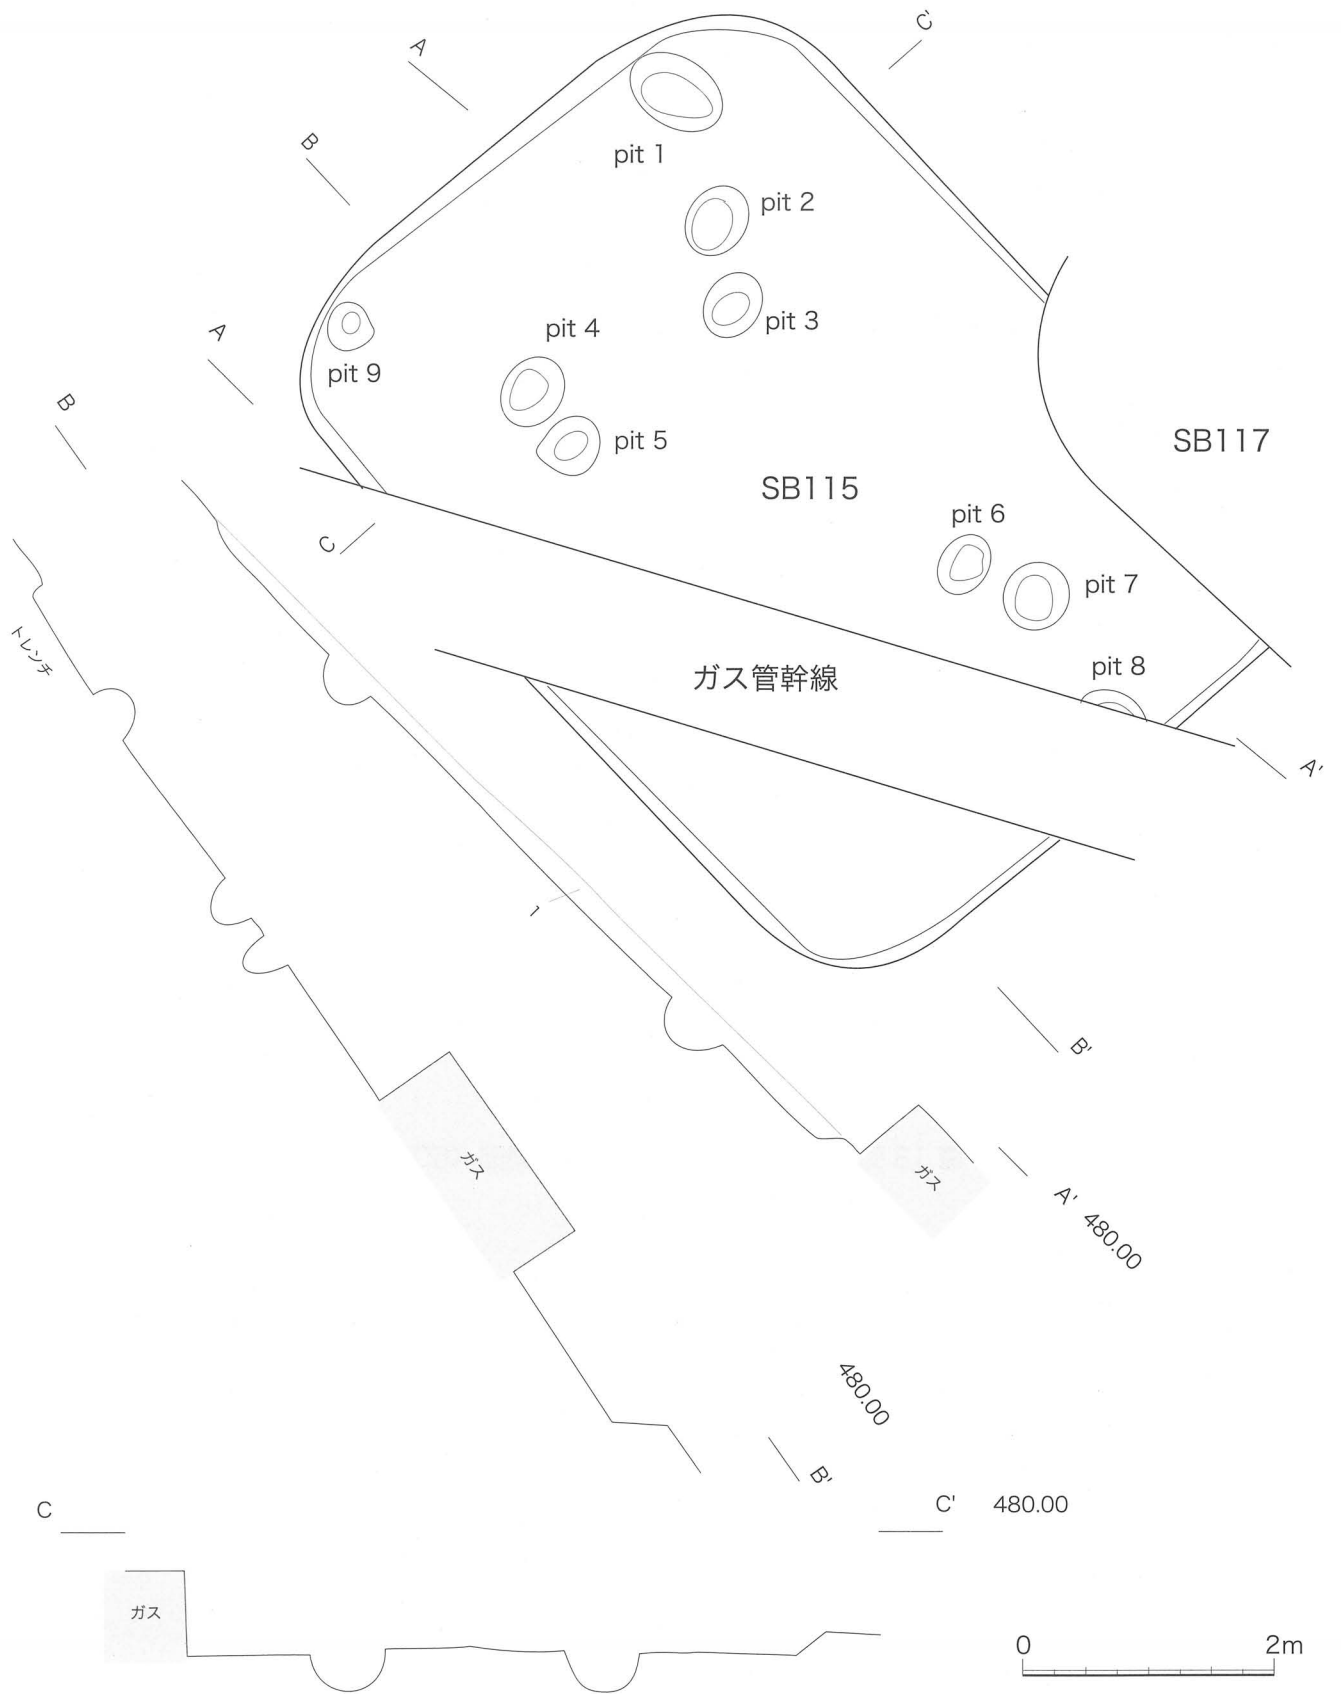 C'
A
B
pit 1
pit 2
pit 3
pit 4
A
pit 9
B
pit 5
SB117
SB115
pit 6
C
pit 7
トレンチ
pit 8
ガス管幹線
A'
1
B'
ガス
ガス
A' 480.00
480.00
B'
C
C' 480.00
ガス
0 2m